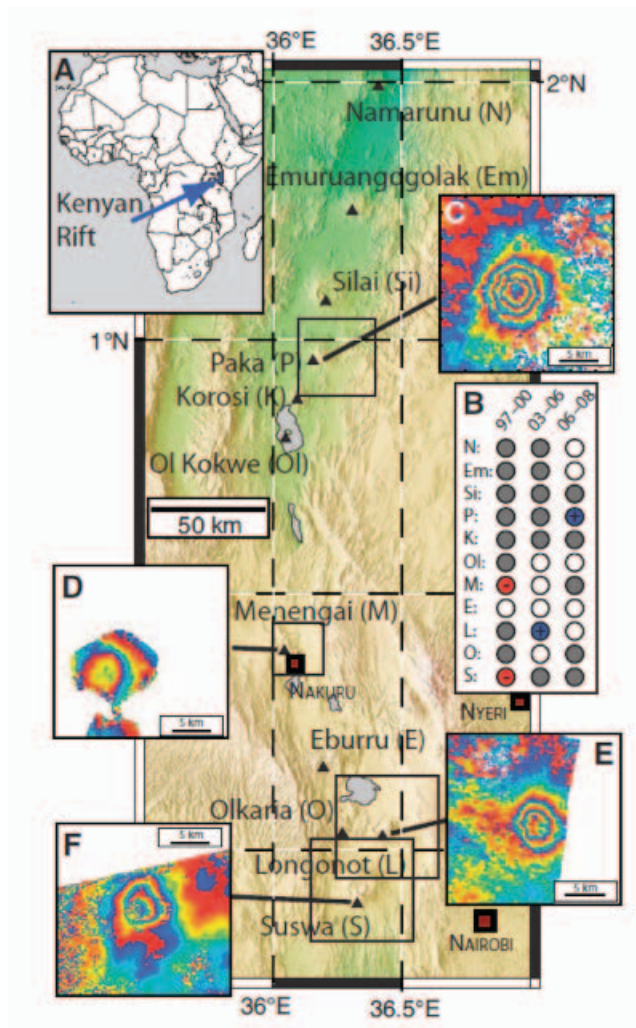 36°E 36.5°E
A
2°N
Namarunu (N)
Emuruangogolak (Em)
Kenyan
Rift
C
Silai (Si)
1°N
Paka (P)
5 km
Korosi (K)
B
97–00 03–06 06–08
N:
Em:
Si:
P: +
K:
Ol:
M: -
E:
L: +
O:
S: -
Ol Kokwe (Ol)
50 km
D
Menengai (M)
5 km
NAKURU
NYERI
Eburru (E)
E
Olkaria (O)
F
5 km
Longonot (L)
5 km
Suswa (S)
NAIROBI
36°E 36.5°E